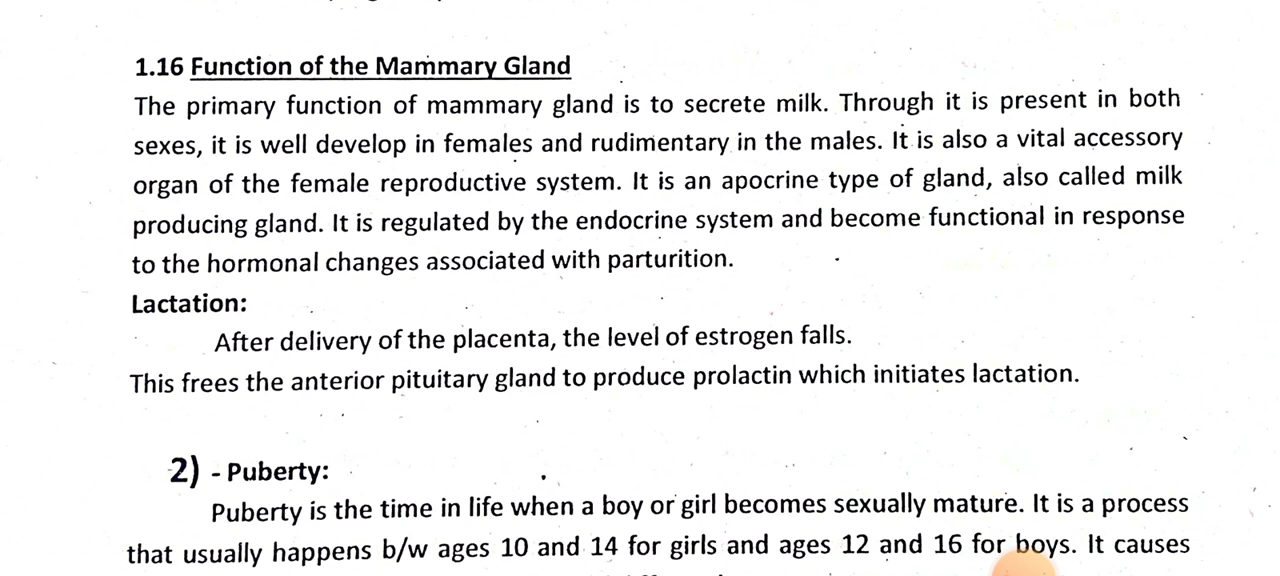 1.16 Function of the Mammary Gland
The primary function of mammary gland is to secrete milk. Through it is present in both
sexes, it is well develop in females and rudimentary in the males. It is also a vital accessory
organ of the female reproductive system. It is an apocrine type of gland, also called milk
producing gland. It is regulated by the endocrine system and become functional in response
to the hormonal changes associated with parturition.
Lactation:
After delivery of the placenta, the level of estrogen falls.
This frees the anterior pituitary gland to produce prolactin which initiates lactation.
2) - Puberty:
Puberty is the time in life when a boy or girl becomes sexually mature. It is a process
that usually happens b/w ages 10 and 14 for girls and ages 12 and 16 for boys. It causes